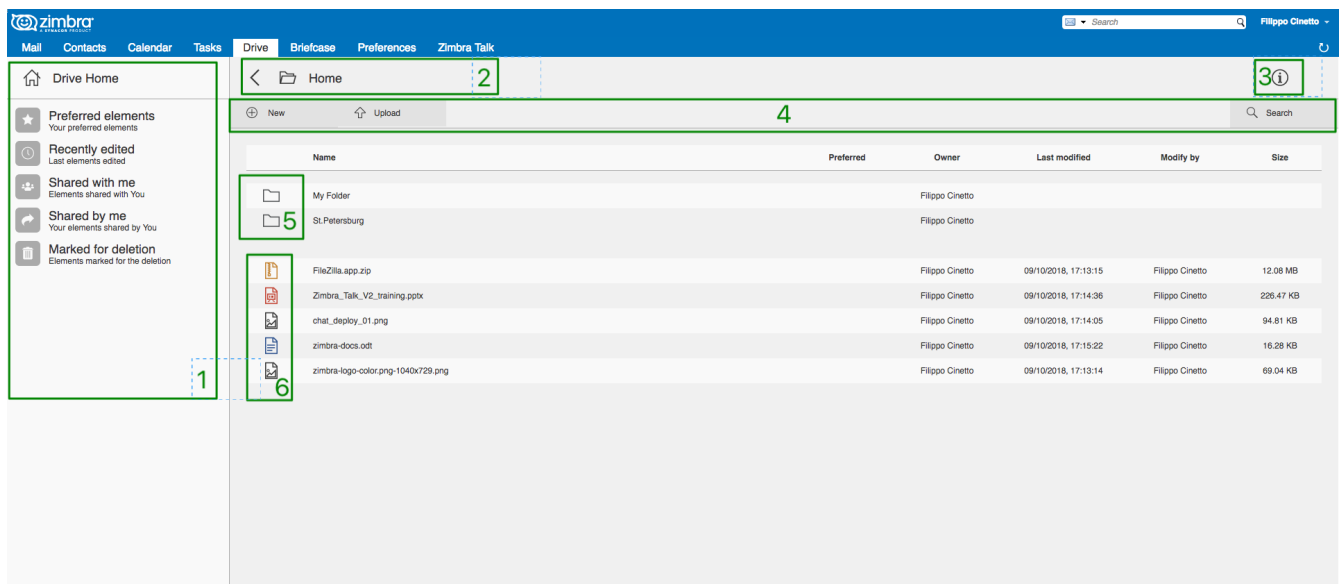 zimbra
A SYNACOR PRODUCT
Search
Filippo Cinetto
Mail Contacts Calendar Tasks Drive Briefcase Preferences Zimbra Talk
Drive Home
Home 2
3
New Upload 4 Search
Preferred elements
Your preferred elements
Recently edited
Last elements edited
Shared with me
Elements shared with You
Shared by me
Your elements shared by You
Marked for deletion
Elements marked for the deletion
1
Name Preferred Owner Last modified Modify by Size
My Folder Filippo Cinetto
5
St.Petersburg Filippo Cinetto
FileZilla.app.zip Filippo Cinetto 09/10/2018, 17:13:15 Filippo Cinetto 12.08 MB
Zimbra_Talk_V2_training.pptx Filippo Cinetto 09/10/2018, 17:14:36 Filippo Cinetto 226.47 KB
chat_deploy_01.png Filippo Cinetto 09/10/2018, 17:14:05 Filippo Cinetto 94.81 KB
zimbra-docs.odt Filippo Cinetto 09/10/2018, 17:15:22 Filippo Cinetto 16.28 KB
zimbra-logo-color.png-1040x729.png Filippo Cinetto 09/10/2018, 17:13:14 Filippo Cinetto 69.04 KB
6